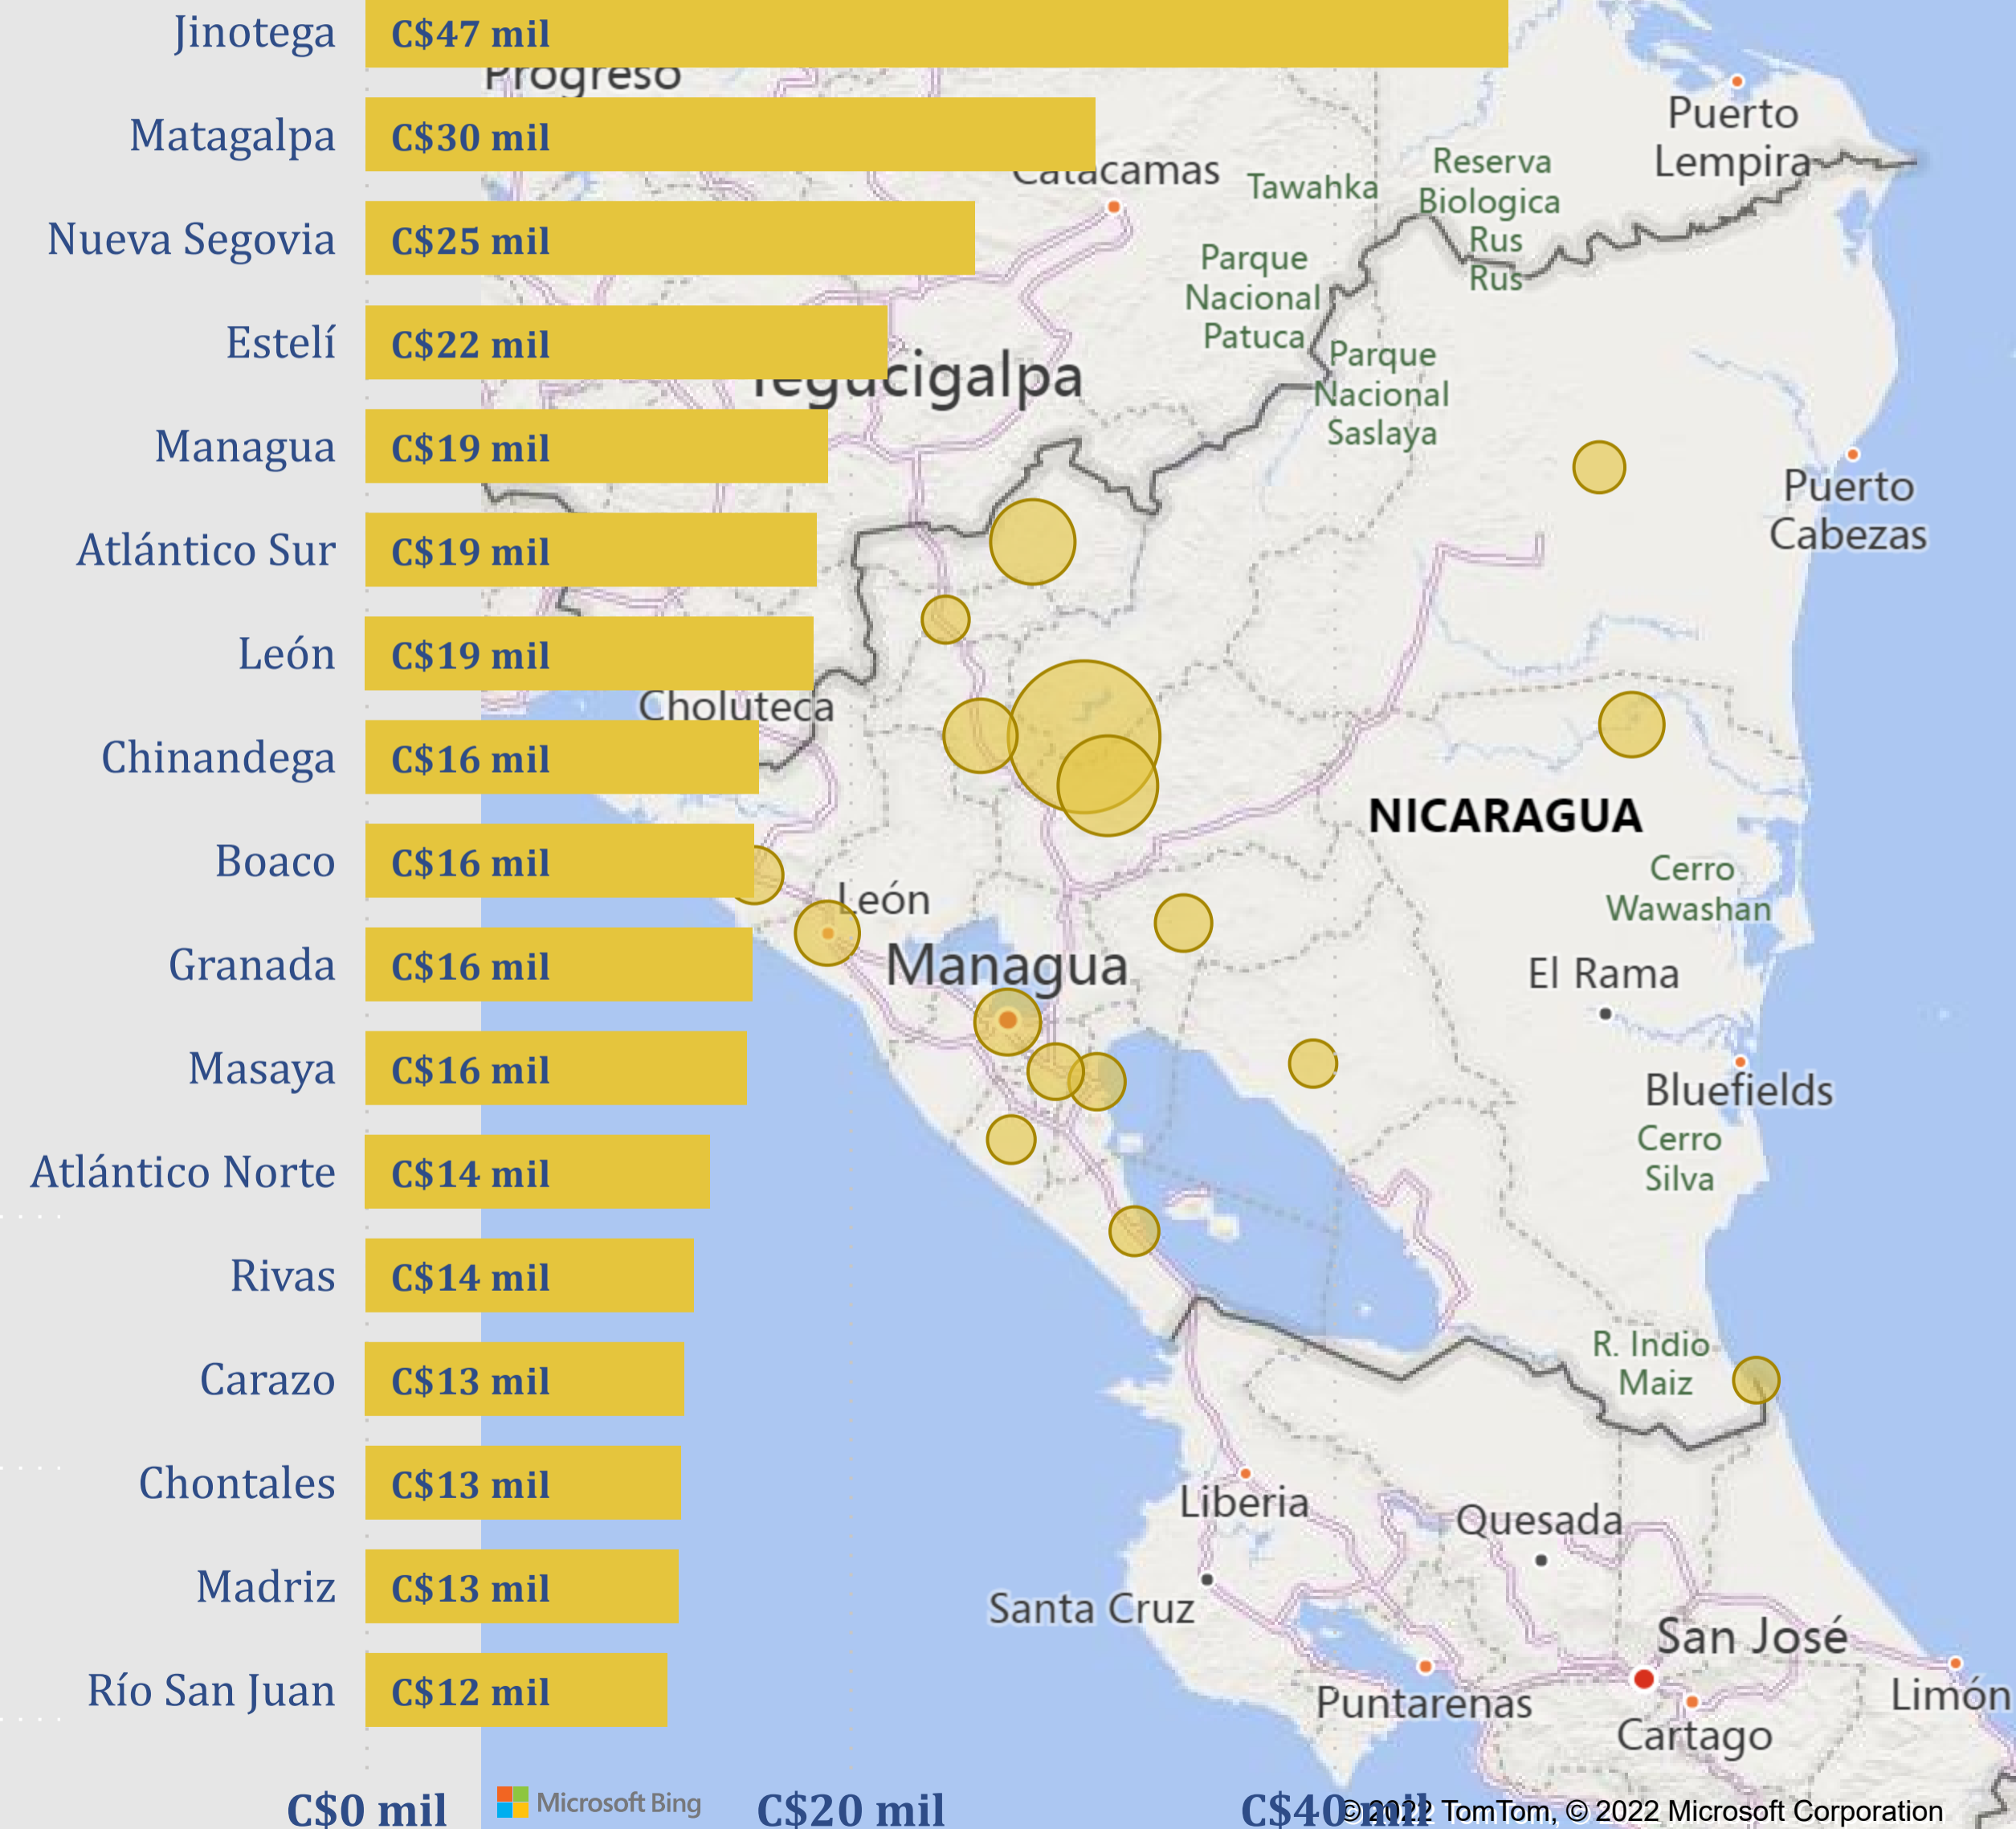 Jinotega C$47 mil
Progreso
Matagalpa C$30 mil
Nueva Segovia C$25 mil
Estelí C$22 mil
Managua C$19 mil
Atlántico Sur C$19 mil
León C$19 mil
Chinandega C$16 mil
Boaco C$16 mil
Granada C$16 mil
Masaya C$16 mil
Atlántico Norte C$14 mil
Rivas C$14 mil
Carazo C$13 mil
Chontales C$13 mil
Madriz C$13 mil
Río San Juan C$12 mil
C$0 mil
C$20 mil
C$40 mil
Puerto
Lempira
Catacamas
Tawahka
Reserva
Biologica
Rus
Rus
Parque
Nacional
Patuca
Parque
Nacional
Saslaya
Tegucigalpa
Puerto
Cabezas
Choluteca
NICARAGUA
Cerro
Wawashan
León
Managua
El Rama
Bluefields
Cerro
Silva
R. Indio
Maiz
Liberia
Quesada
Santa Cruz
San José
Puntarenas
Limón
Cartago
Microsoft Bing
© 2022 TomTom, © 2022 Microsoft Corporation